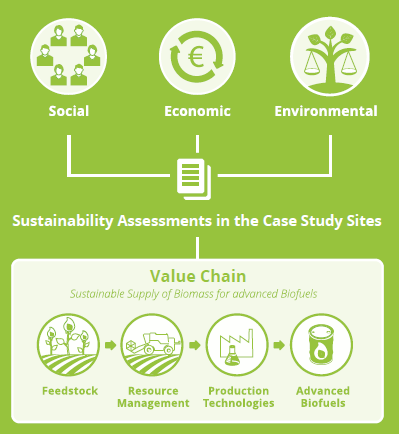 Social Economic Environmental
€
Sustainability Assessments in the Case Study Sites
Value Chain
Sustainable Supply of Biomass for advanced Biofuels
Feedstock
Resource
Management
Production
Technologies
Advanced
Biofuels